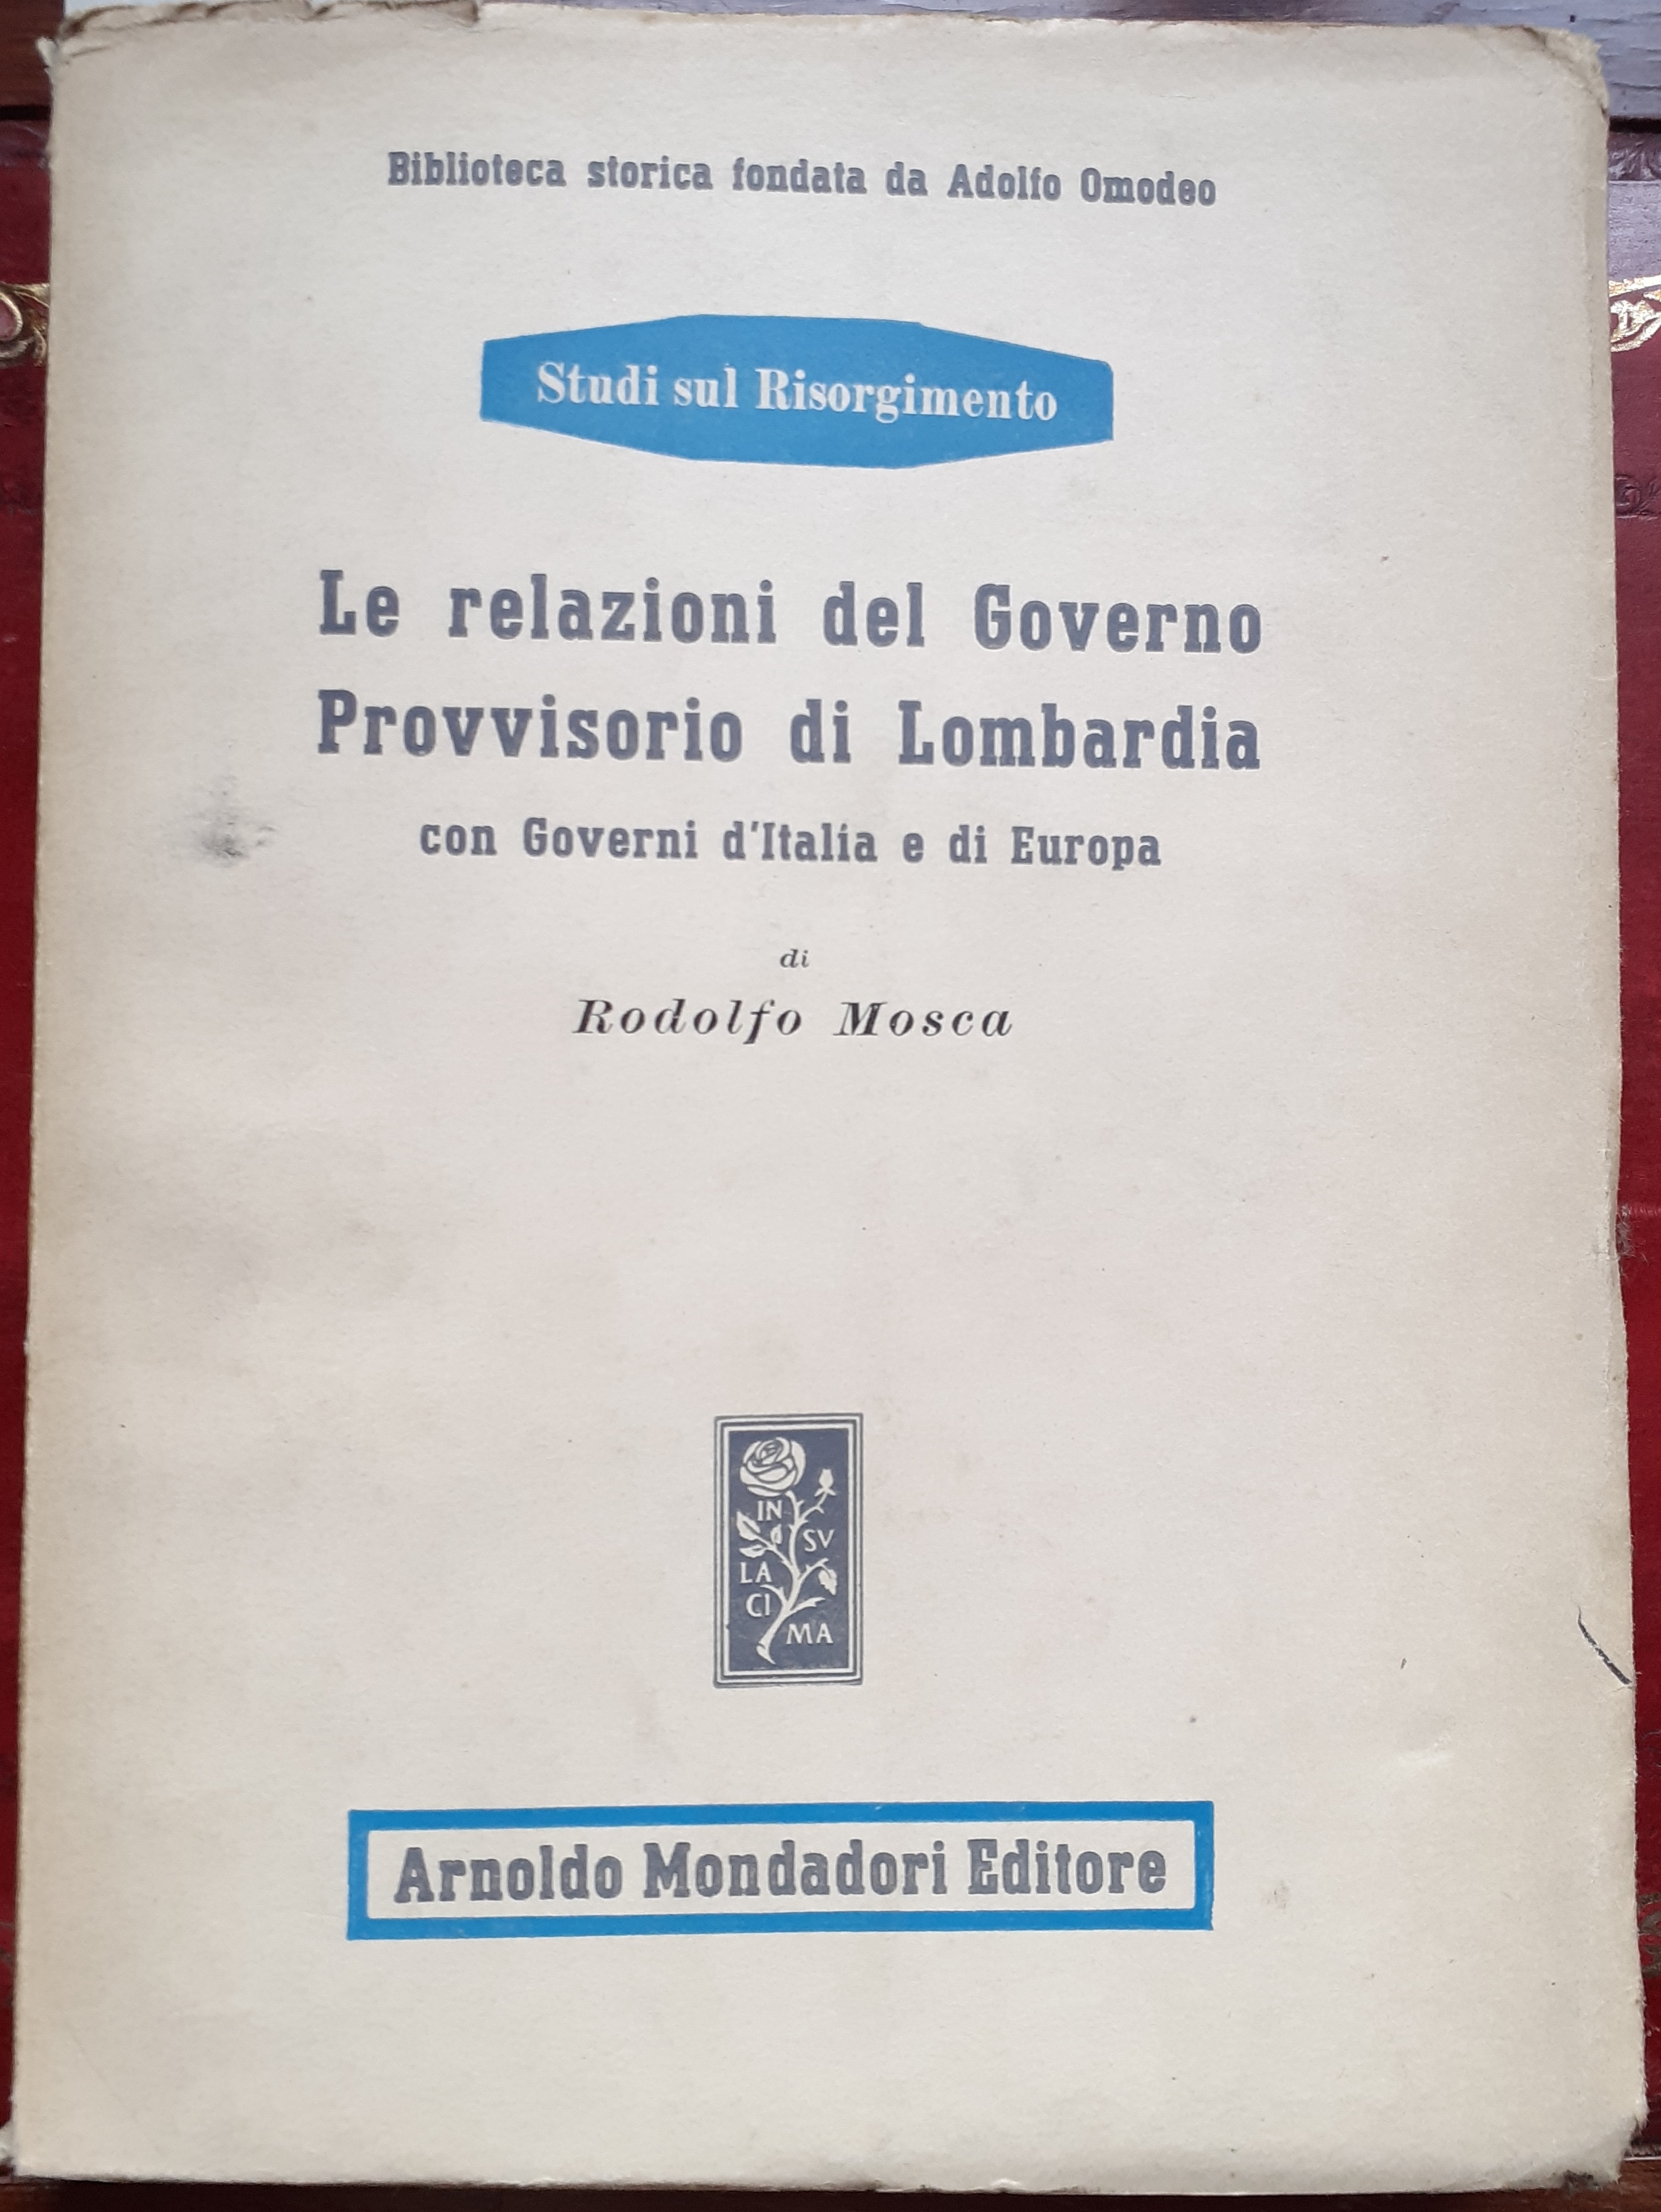 Biblioteca storica fondata da Adolfo Omodeo
Studi sul Risorgimento
Le relazioni del Governo
Provvisorio di Lombardia
con Governi d'Italia e di Europa
di
Rodolfo Mosca
IN
SV
LA
CI
MA
Arnoldo Mondadori Editore